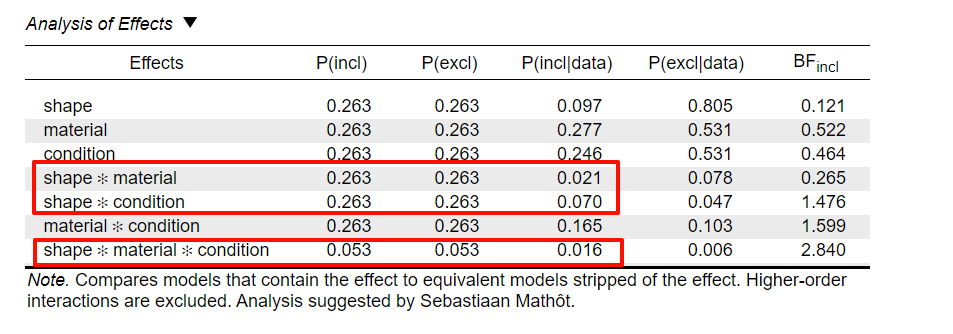 Analysis of Effects ▼
Effects P(incl) P(excl) P(incl|data) P(excl|data) BFincl
shape 0.263 0.263 0.097 0.805 0.121
material 0.263 0.263 0.277 0.531 0.522
condition 0.263 0.263 0.246 0.531 0.464
shape ✻ material 0.263 0.263 0.021 0.078 0.265
shape ✻ condition 0.263 0.263 0.070 0.047 1.476
material ✻ condition 0.263 0.263 0.165 0.103 1.599
shape ✻ material ✻ condition 0.053 0.053 0.016 0.006 2.840
Note. Compares models that contain the effect to equivalent models stripped of the effect. Higher-order
interactions are excluded. Analysis suggested by Sebastiaan Mathôt.